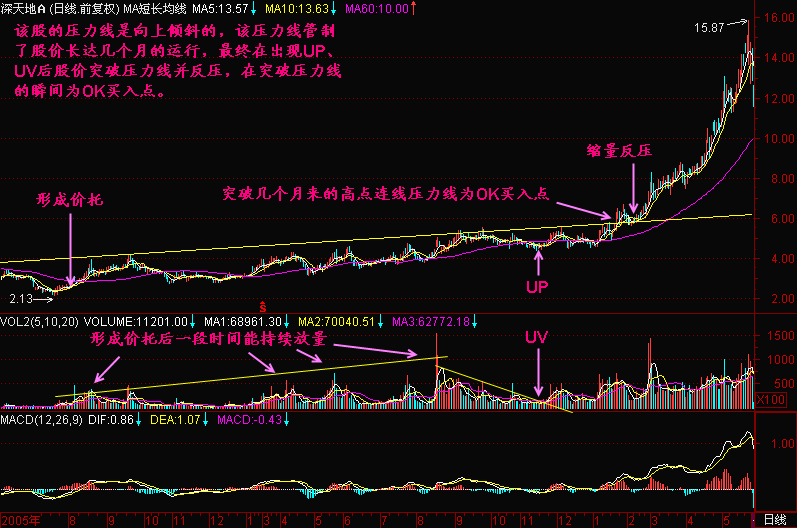 深天地A (日线.前复权) MA短长均线 MA5:13.57↓ MA10:13.63↓ MA60:10.00↑
该股的压力线是向上倾斜的，该压力线管制
了股价长达几个月的运行，最终在出现UP、
UV后股价突破压力线并反压，在突破压力线
的瞬间为OK买入点。
15.87
16.00
14.00
12.00
10.00
8.00
6.00
4.00
2.00
缩量反压
突破几个月来的高点连线压力线为OK买入点
形成价托
2.13
UP
S
VOL2(5,10,20) VOLUME:11201.00↓ MA1:68961.30↓ MA2:70040.51↓ MA3:62772.18↓
形成价托后一段时间能持续放量
UV
1500
1000
500
X100
MACD(12,26,9) DIF:0.86↓ DEA:1.07↓ MACD:-0.43↓
1.00
2005年 8 9 10 11 12 1 3 4 5 6 7 8 9 10 11 12 1 2 3 4 5 日线